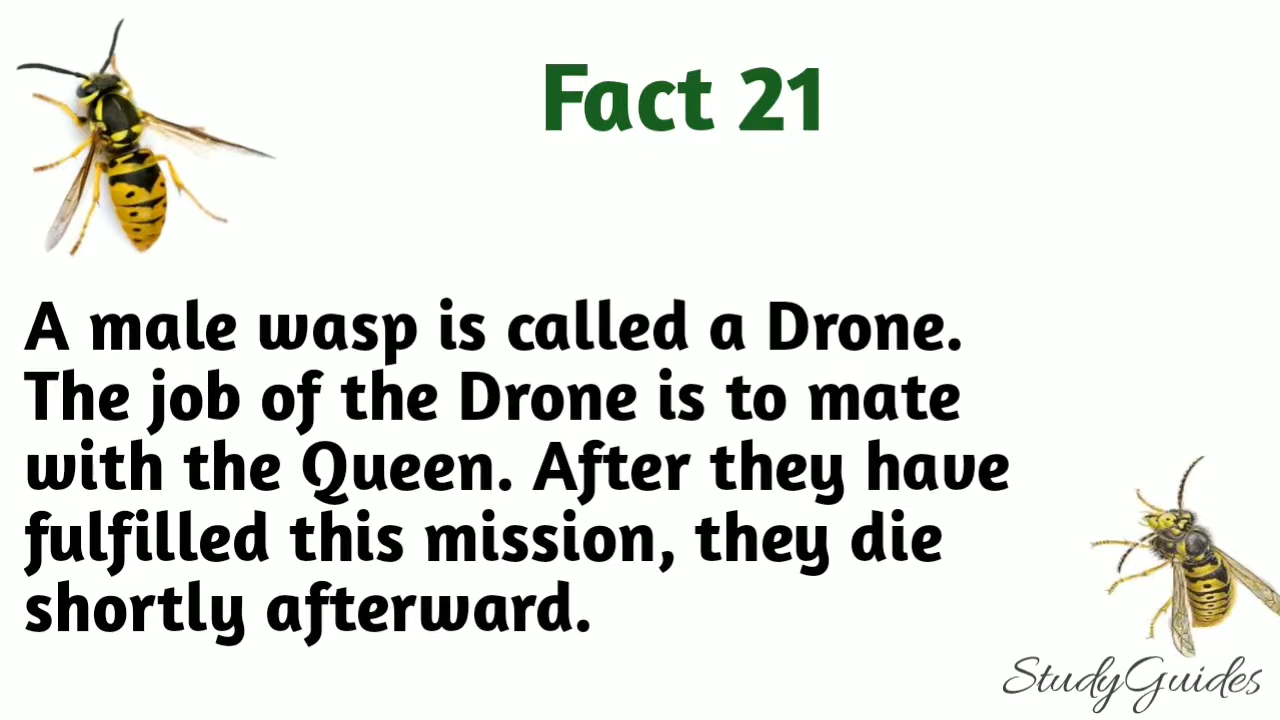 Fact 21
A male wasp is called a Drone.
The job of the Drone is to mate
with the Queen. After they have
fulfilled this mission, they die
shortly afterward.
StudyGuides